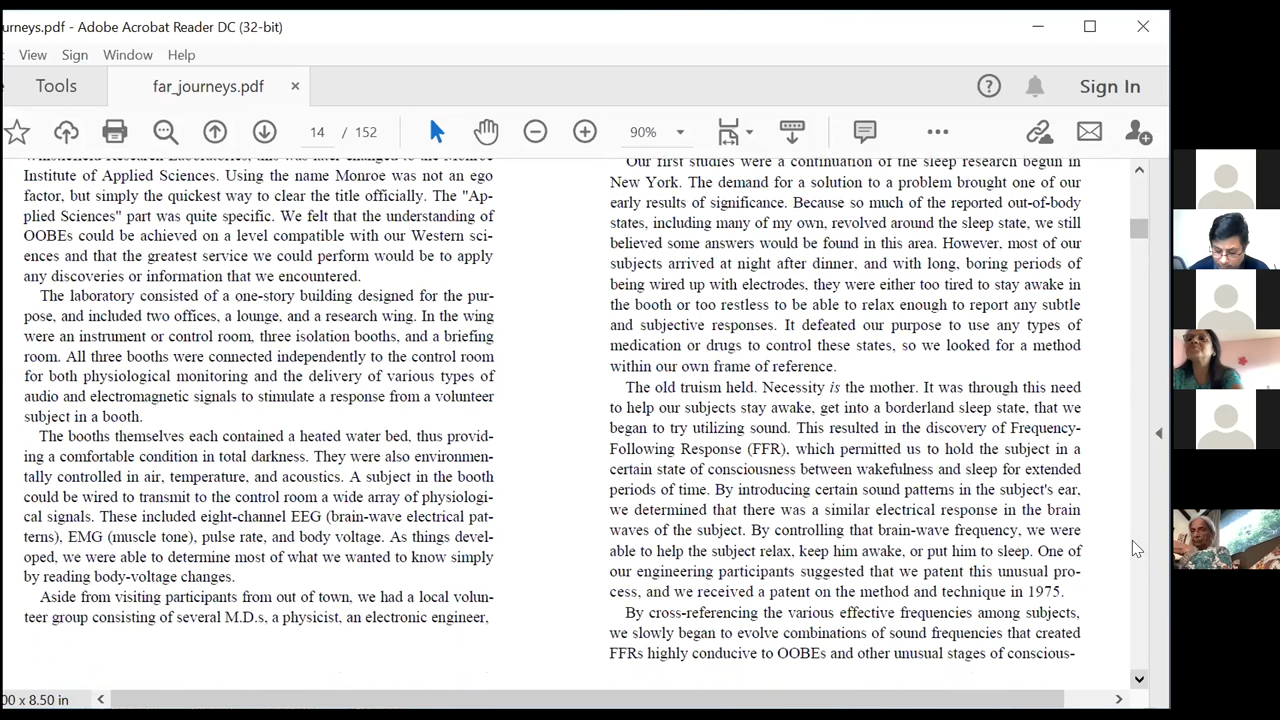 urneys.pdf - Adobe Acrobat Reader DC (32-bit)
View Sign Window Help
Tools far_journeys.pdf × Sign In
14 / 152 90%
Research Laboratories, this was later changed to the Monroe
Institute of Applied Sciences. Using the name Monroe was not an ego
factor, but simply the quickest way to clear the title officially. The "Ap-
plied Sciences" part was quite specific. We felt that the understanding of
OOBEs could be achieved on a level compatible with our Western sci-
ences and that the greatest service we could perform would be to apply
any discoveries or information that we encountered.
The laboratory consisted of a one-story building designed for the pur-
pose, and included two offices, a lounge, and a research wing. In the wing
were an instrument or control room, three isolation booths, and a briefing
room. All three booths were connected independently to the control room
for both physiological monitoring and the delivery of various types of
audio and electromagnetic signals to stimulate a response from a volunteer
subject in a booth.
The booths themselves each contained a heated water bed, thus provid-
ing a comfortable condition in total darkness. They were also environmen-
tally controlled in air, temperature, and acoustics. A subject in the booth
could be wired to transmit to the control room a wide array of physiologi-
cal signals. These included eight-channel EEG (brain-wave electrical pat-
terns), EMG (muscle tone), pulse rate, and body voltage. As things devel-
oped, we were able to determine most of what we wanted to know simply
by reading body-voltage changes.
Aside from visiting participants from out of town, we had a local volun-
teer group consisting of several M.D.s, a physicist, an electronic engineer,
Our first studies were a continuation of the sleep research begun in
New York. The demand for a solution to a problem brought one of our
early results of significance. Because so much of the reported out-of-body
states, including many of my own, revolved around the sleep state, we still
believed some answers would be found in this area. However, most of our
subjects arrived at night after dinner, and with long, boring periods of
being wired up with electrodes, they were either too tired to stay awake in
the booth or too restless to be able to relax enough to report any subtle
and subjective responses. It defeated our purpose to use any types of
medication or drugs to control these states, so we looked for a method
within our own frame of reference.
The old truism held. Necessity is the mother. It was through this need
to help our subjects stay awake, get into a borderland sleep state, that we
began to try utilizing sound. This resulted in the discovery of Frequency-
Following Response (FFR), which permitted us to hold the subject in a
certain state of consciousness between wakefulness and sleep for extended
periods of time. By introducing certain sound patterns in the subject's ear,
we determined that there was a similar electrical response in the brain
waves of the subject. By controlling that brain-wave frequency, we were
able to help the subject relax, keep him awake, or put him to sleep. One of
our engineering participants suggested that we patent this unusual pro-
cess, and we received a patent on the method and technique in 1975.
By cross-referencing the various effective frequencies among subjects,
we slowly began to evolve combinations of sound frequencies that created
FFRs highly conducive to OOBEs and other unusual stages of conscious-
00 x 8.50 in